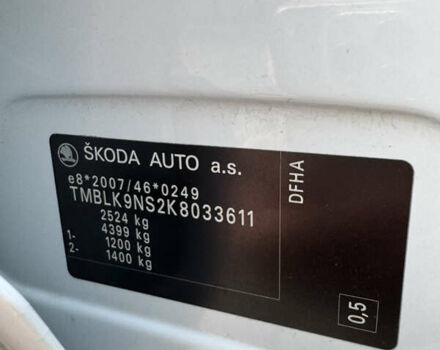 ŠKODA AUTO a.s.
e8*2007/46*0249
TMBLK9NS2K8033611
2524 kg
4399 kg
1- 1200 kg
2- 1400 kg
DFHA
0,5